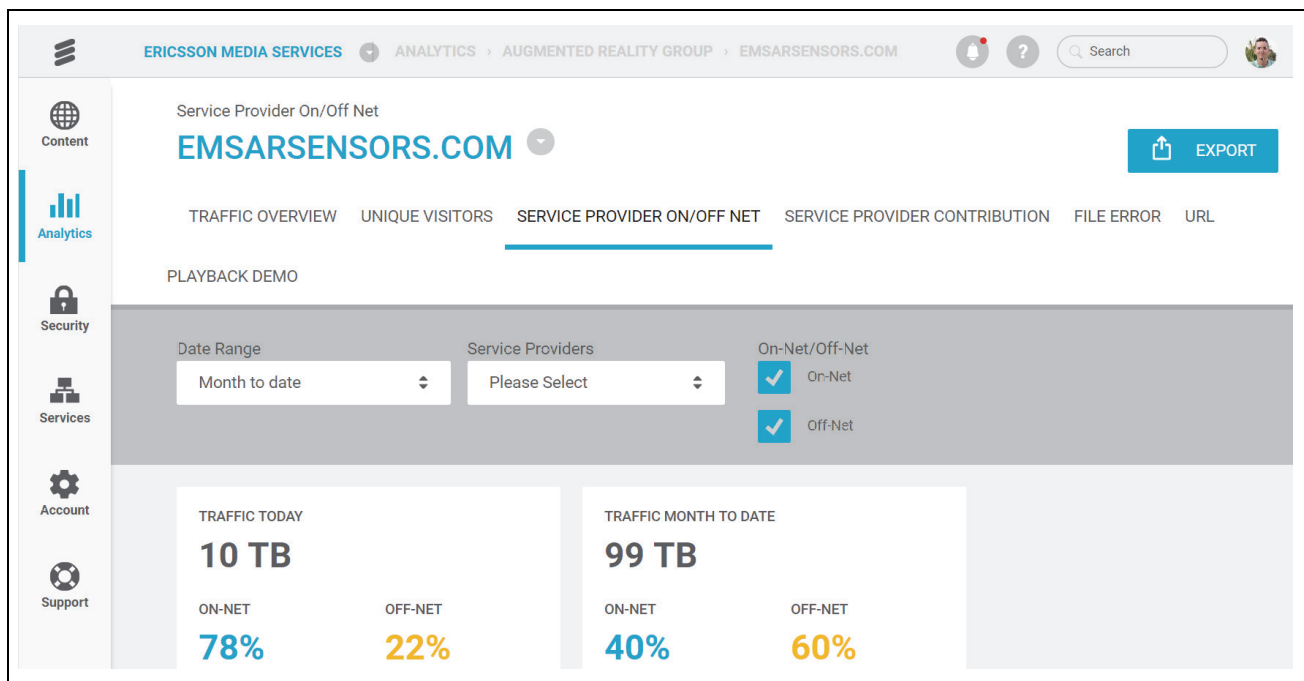 ERICSSON MEDIA SERVICES ANALYTICS › AUGMENTED REALITY GROUP › EMSARSENSORS.COM ? Search
Content
Analytics
Security
Services
Account
Support
Service Provider On/Off Net
EMSARSENSORS.COM
EXPORT
TRAFFIC OVERVIEW UNIQUE VISITORS SERVICE PROVIDER ON/OFF NET SERVICE PROVIDER CONTRIBUTION FILE ERROR URL
PLAYBACK DEMO
Date Range Service Providers On-Net/Off-Net
Month to date Please Select On-Net
Off-Net
TRAFFIC TODAY
10 TB
ON-NET OFF-NET
78% 22%
TRAFFIC MONTH TO DATE
99 TB
ON-NET OFF-NET
40% 60%